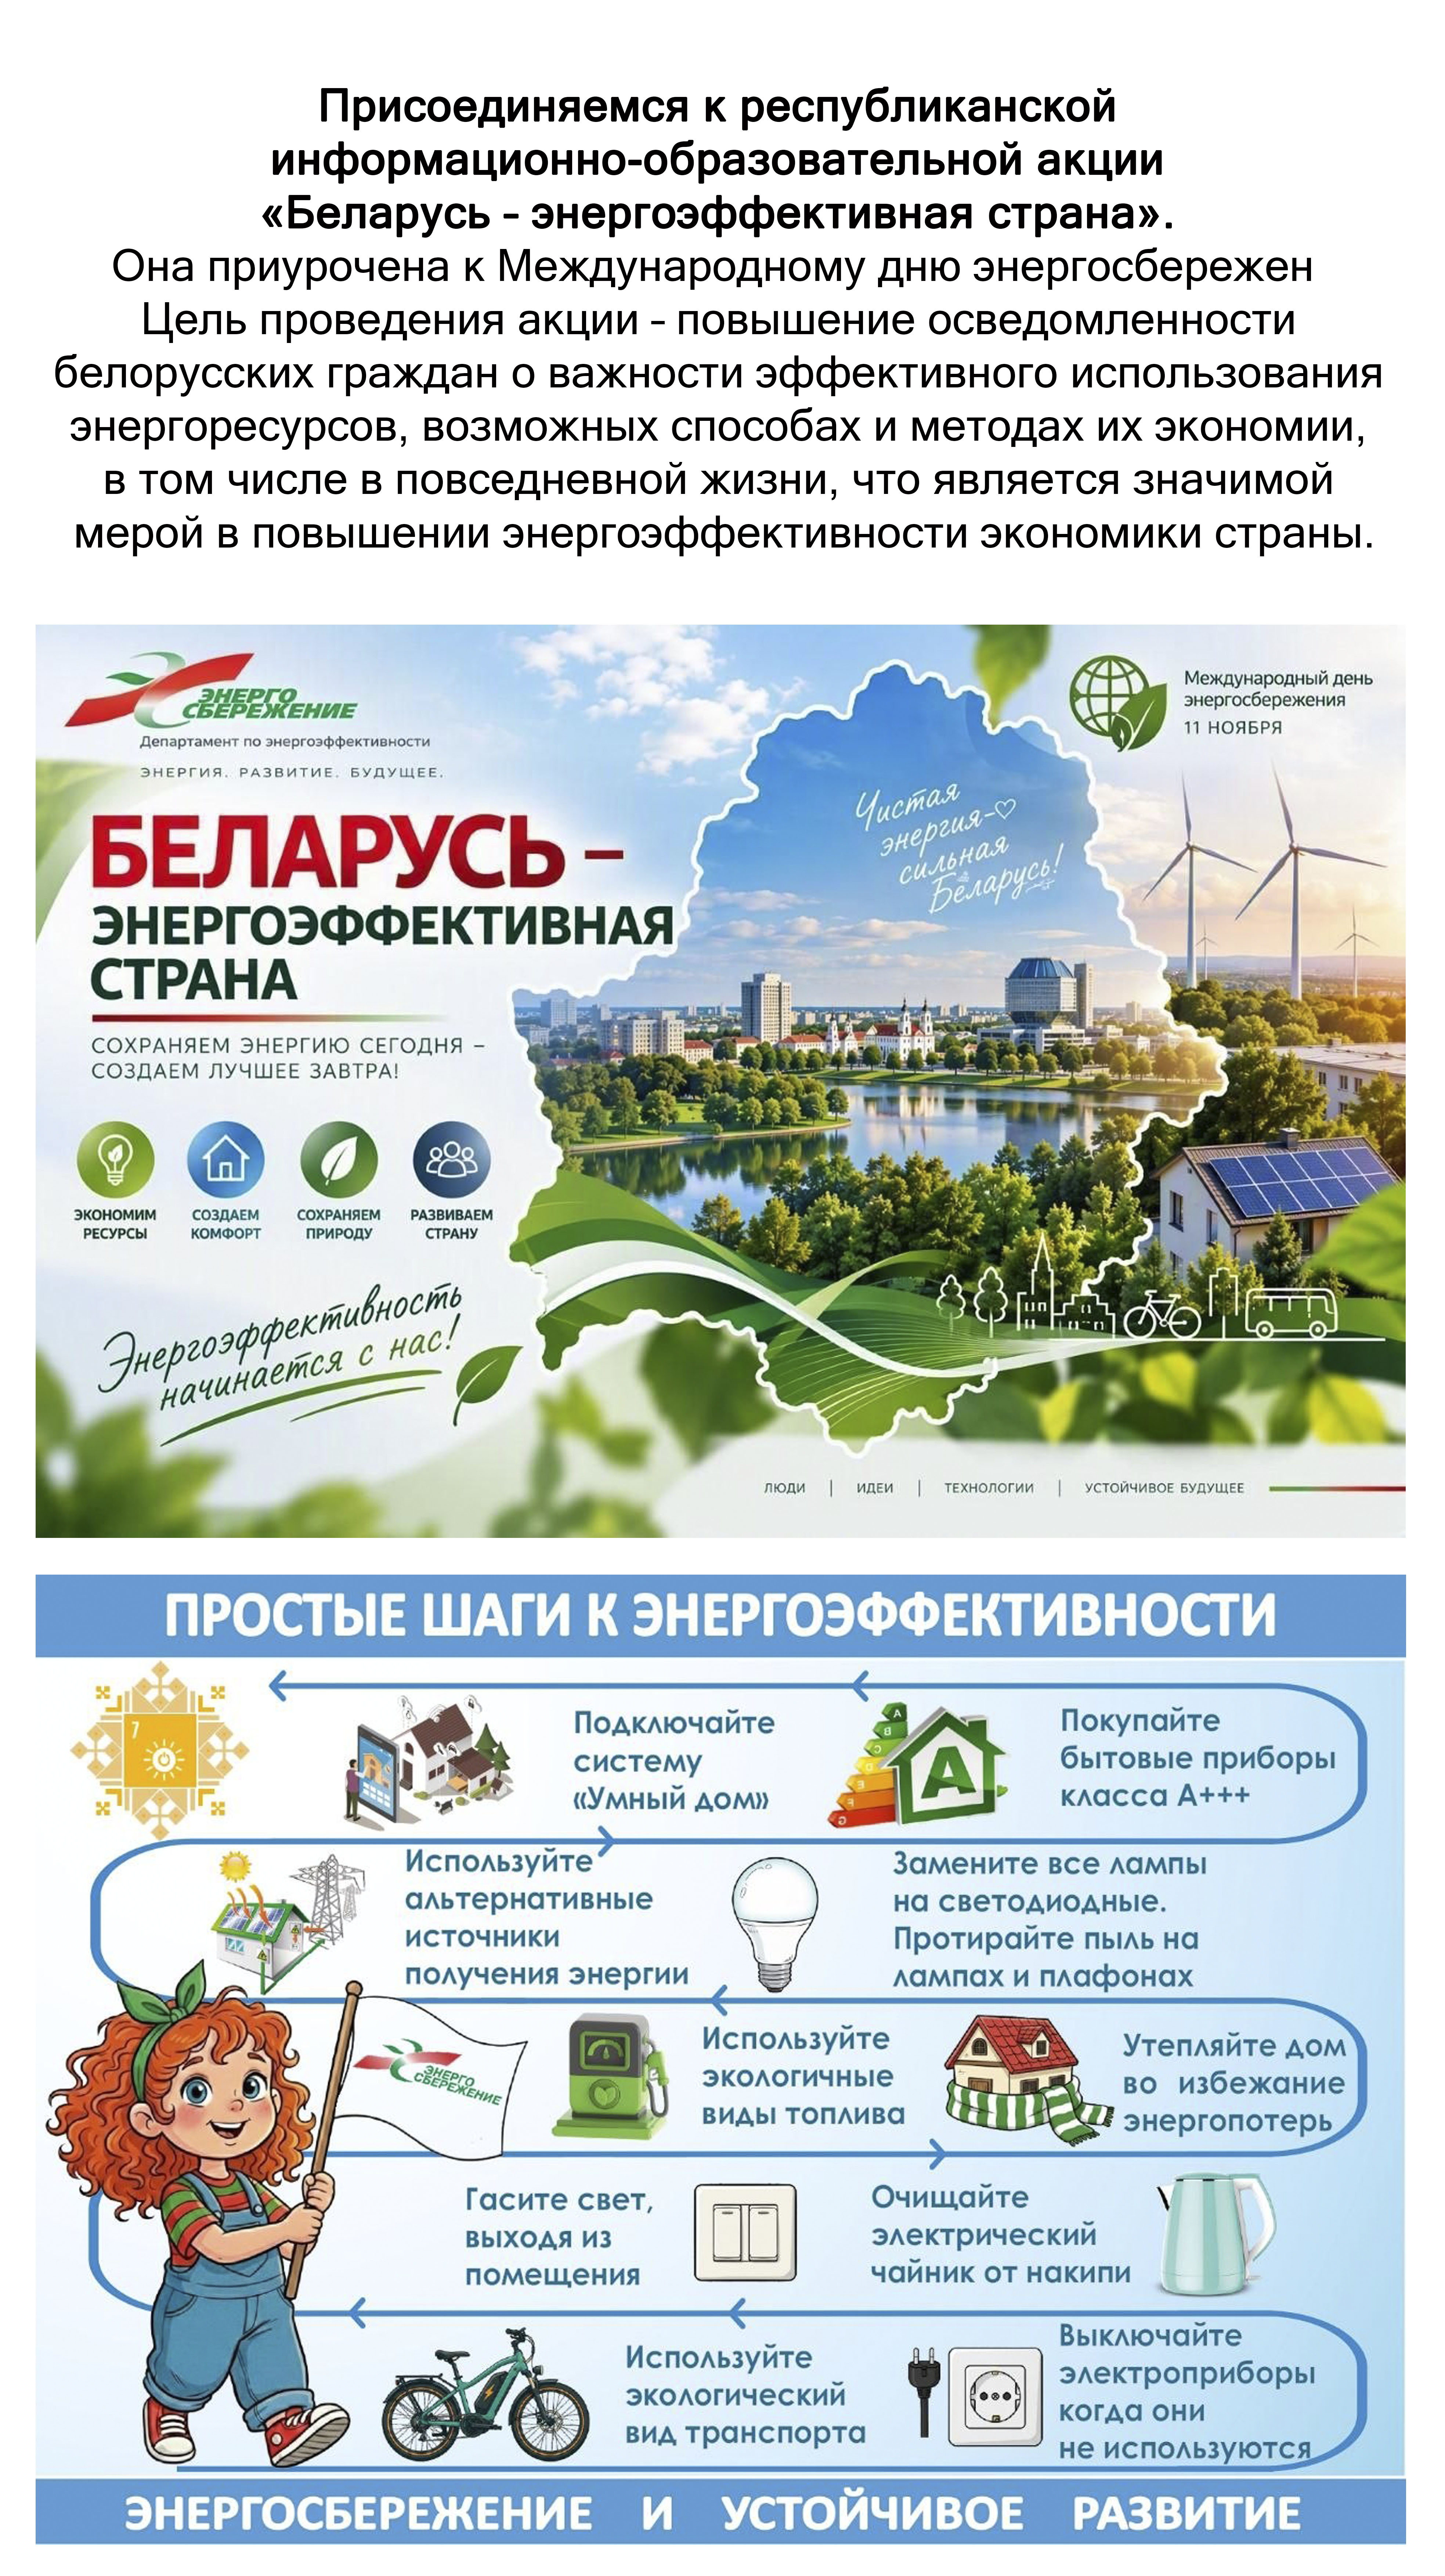 Присоединяемся к республиканской
информационно-образовательной акции
«Беларусь - энергоэффективная страна».
Она приурочена к Международному дню энергосбережен
Цель проведения акции - повышение осведомленности
белорусских граждан о важности эффективного использования
энергоресурсов, возможных способах и методах их экономии,
в том числе в повседневной жизни, что является значимой
мерой в повышении энергоэффективности экономики страны.
ЭНЕРГО
СБЕРЕЖЕНИЕ
Департамент по энергоэффективности
ЭНЕРГИЯ. РАЗВИТИЕ. БУДУЩЕЕ.
Международный день
энергосбережения
11 НОЯБРЯ
БЕЛАРУСЬ –
ЭНЕРГОЭФФЕКТИВНАЯ
СТРАНА
СОХРАНЯЕМ ЭНЕРГИЮ СЕГОДНЯ –
СОЗДАЕМ ЛУЧШЕЕ ЗАВТРА!
Чистая
энергия-
сильная
Беларусь!
ЭКОНОМИМ
РЕСУРСЫ
СОЗДАЕМ
КОМФОРТ
СОХРАНЯЕМ
ПРИРОДУ
РАЗВИВАЕМ
СТРАНУ
Энергоэффективность
начинается с нас!
ЛЮДИ | ИДЕИ | ТЕХНОЛОГИИ | УСТОЙЧИВОЕ БУДУЩЕЕ
ПРОСТЫЕ ШАГИ К ЭНЕРГОЭФФЕКТИВНОСТИ
7
Подключайте
систему
«Умный дом»
A
B
C
D
E
F
G
A
Покупайте
бытовые приборы
класса А+++
Используйте
альтернативные
источники
получения энергии
Замените все лампы
на светодиодные.
Протирайте пыль на
лампах и плафонах
ЭНЕРГО
СБЕРЕЖЕНИЕ
Используйте
экологичные
виды топлива
Утепляйте дом
во избежание
энергопотерь
Гасите свет,
выходя из
помещения
Очищайте
электрический
чайник от накипи
Используйте
экологический
вид транспорта
Выключайте
электроприборы
когда они
не используются
ЭНЕРГОСБЕРЕЖЕНИЕ И УСТОЙЧИВОЕ РАЗВИТИЕ